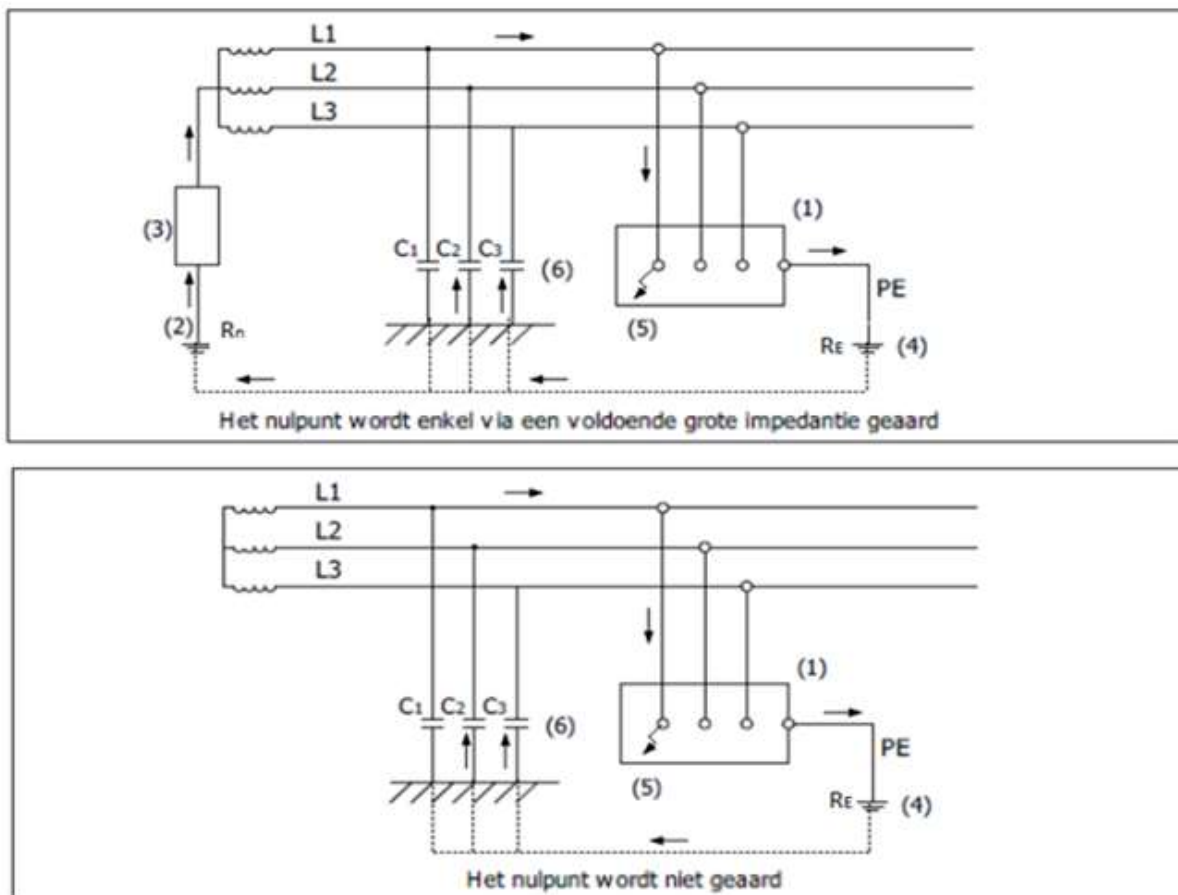 L1
L2
L3
(1)
(3)
C1 C2 C3 (6)
PE
(2) Rn
(5)
RE (4)
Het nulpunt wordt enkel via een voldoende grote impedantie geaard
L1
L2
L3
(1)
C1 C2 C3 (6)
PE
(5)
RE (4)
Het nulpunt wordt niet geaard